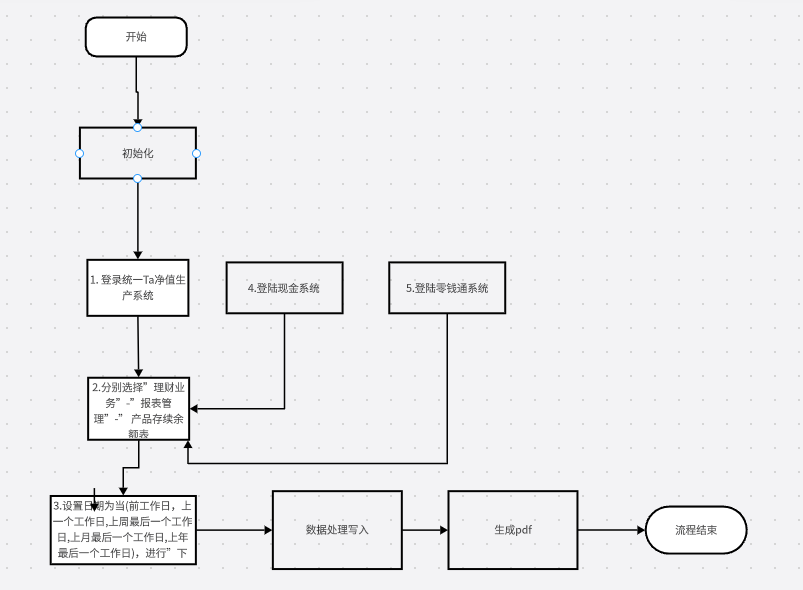 开始
初始化
1. 登录统一Ta净值生
产系统
4.登陆现金系统
5.登陆零钱通系统
2.分别选择”理财业
务”-”报表管
理”-”产品存续余
额表
3.设置日期为当(前工作日，上
一个工作日,上周最后一个工作
日,上月最后一个工作日,上年
最后一个工作日)，进行”下
数据处理写入
生成pdf
流程结束